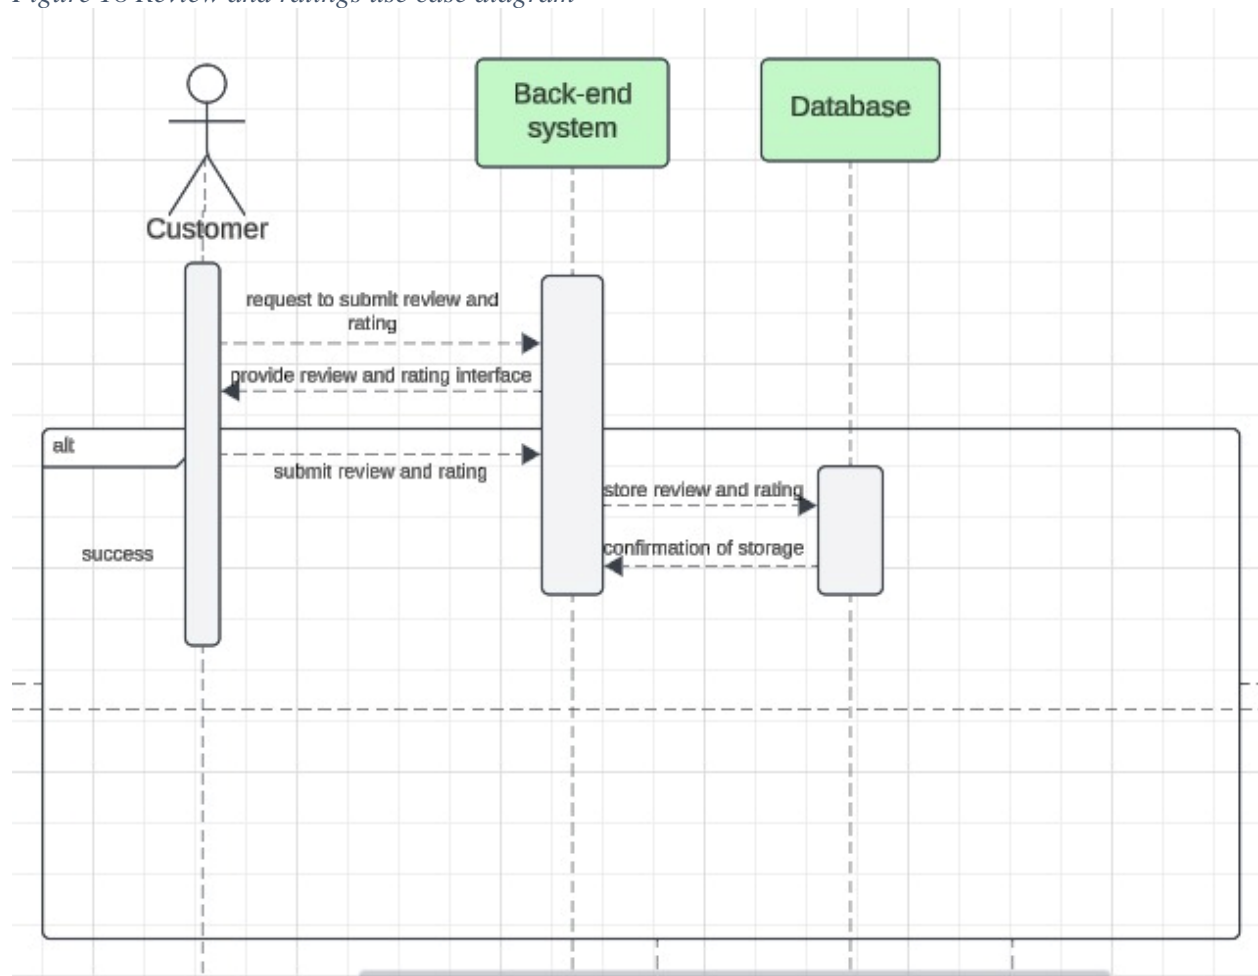 Figure 18 Review and ratings use case diagram
Back-end
system
Database
Customer
request to submit review and
rating
provide review and rating interface
alt
submit review and rating
store review and rating
confirmation of storage
success